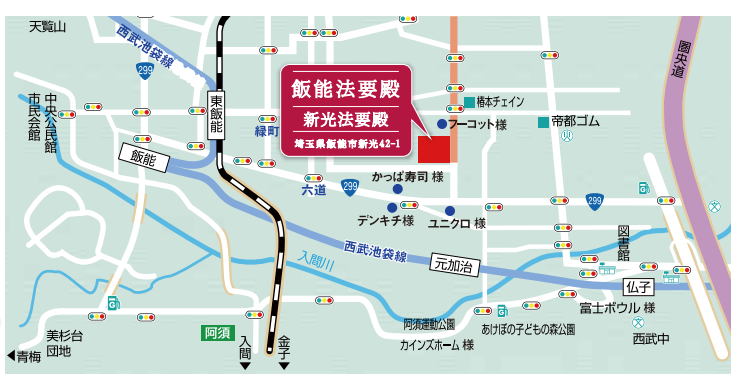 天覧山
西武池袋線
299
圏央道
中央公民館
市民会館
東飯能
飯能法要殿
新光法要殿
埼玉県飯能市新光42-1
椿本チェイン
フーコット様
帝都ゴム
緑町
飯能
六道
299
かっぱ寿司 様
デンキチ様
ユニクロ 様
299
図書館
西武池袋線
元加治
入間川
仏子
富士ボウル 様
西武中
阿須運動公園
カインズホーム 様
あけぼの子どもの森公園
阿須
入間
金子
美杉台
団地
青梅